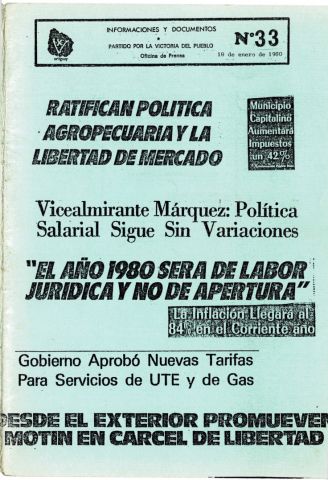 INFORMACIONES Y DOCUMENTOS
PARTIDO POR LA VICTORIA DEL PUEBLO
Oficina de Prensa
Nº33
19 de enero de 1980
uruguay
RATIFICAN POLITICA
AGROPECUARIA Y LA
LIBERTAD DE MERCADO
Municipio
Capitalino
Aumentará
Impuestos
un 42%
Vicealmirante Márquez: Política
Salarial Sigue Sin Variaciones
"EL AÑO 1980 SERA DE LABOR
JURIDICA Y NO DE APERTURA"
La Inflación Llegará al
84% en el Corriente año
Gobierno Aprobó Nuevas Tarifas
Para Servicios de UTE y de Gas
DESDE EL EXTERIOR PROMUEVEN
MOTIN EN CARCEL DE LIBERTAD